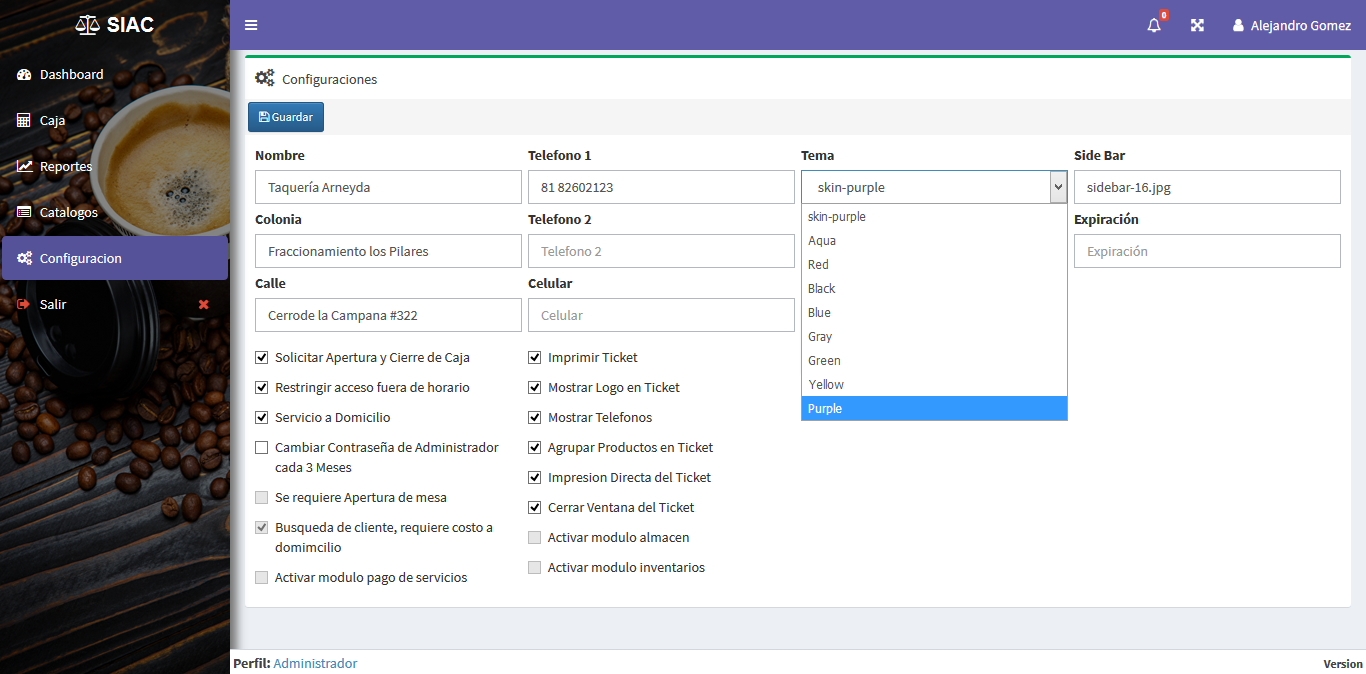 SIAC
0
Alejandro Gomez
Dashboard
Caja
Reportes
Catalogos
Configuracion
Salir
Configuraciones
Guardar
Nombre
Taquería Arneyda
Colonia
Fraccionamiento los Pilares
Calle
Cerrode la Campana #322
Telefono 1
81 82602123
Telefono 2
Telefono 2
Celular
Celular
Tema
skin-purple
skin-purple
Aqua
Red
Black
Blue
Gray
Green
Yellow
Purple
Side Bar
sidebar-16.jpg
Expiración
Expiración
Solicitar Apertura y Cierre de Caja
Restringir acceso fuera de horario
Servicio a Domicilio
Cambiar Contraseña de Administrador
cada 3 Meses
Se requiere Apertura de mesa
Busqueda de cliente, requiere costo a
domimcilio
Activar modulo pago de servicios
Imprimir Ticket
Mostrar Logo en Ticket
Mostrar Telefonos
Agrupar Productos en Ticket
Impresion Directa del Ticket
Cerrar Ventana del Ticket
Activar modulo almacen
Activar modulo inventarios
Perfil: Administrador
Version